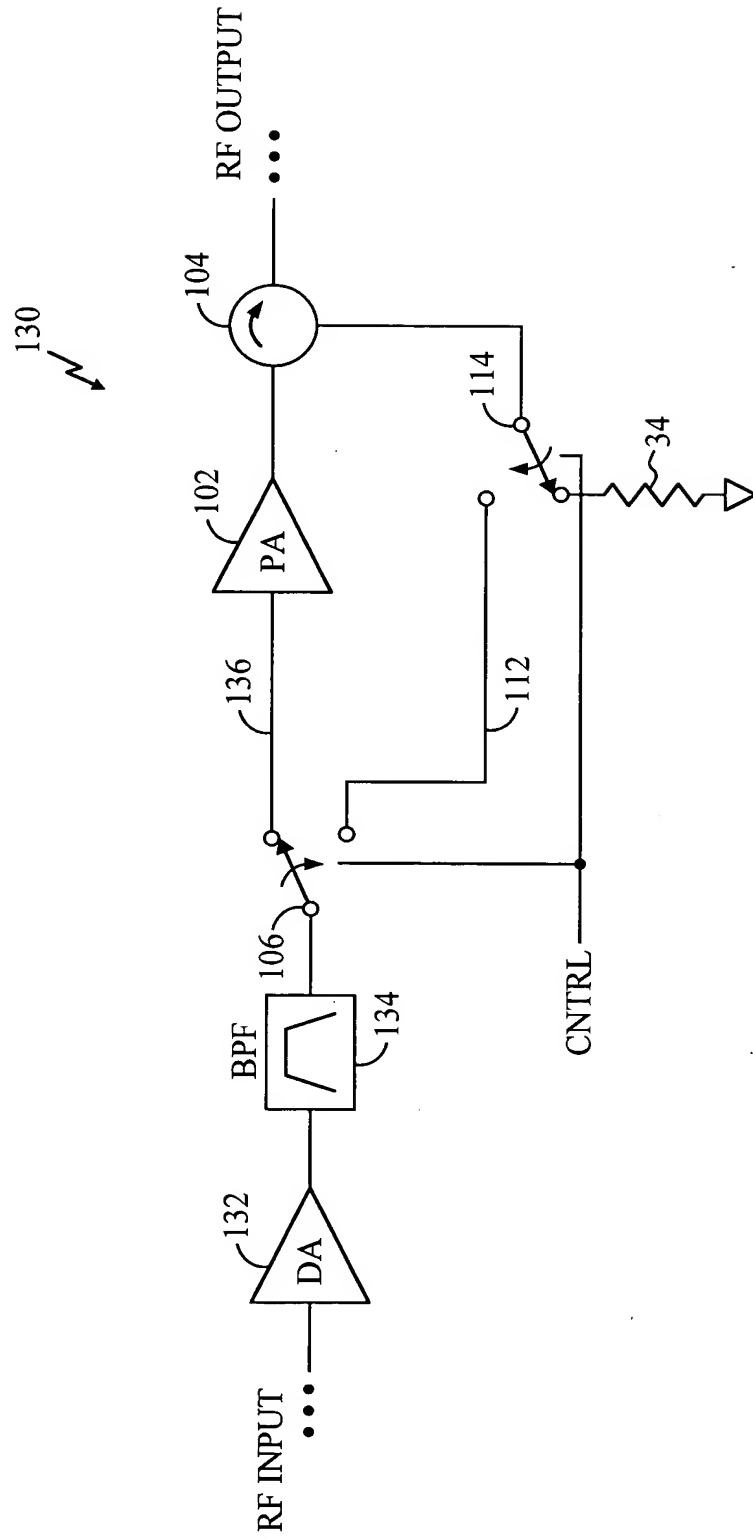 130
RF INPUT
132
DA
BPF
134
106
136
102
PA
104
RF OUTPUT
112
114
34
CNTRL